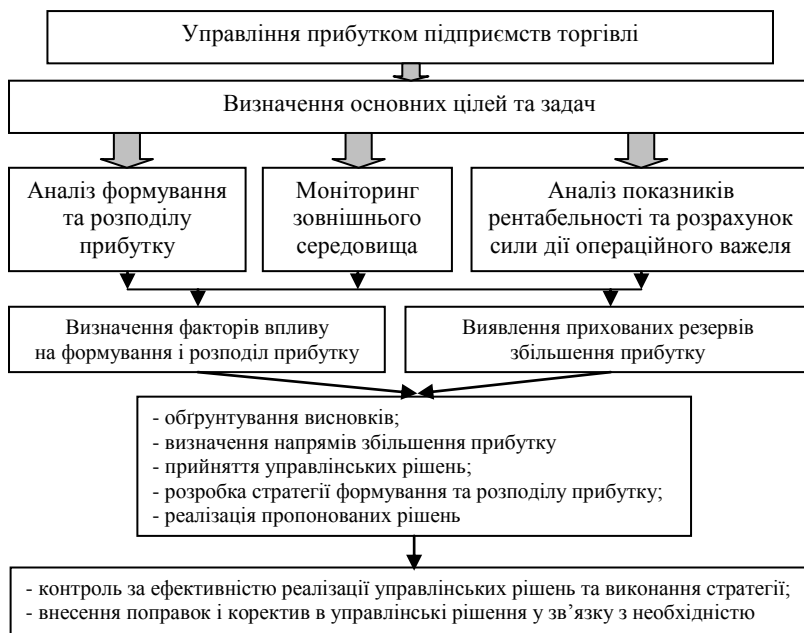 Управління прибутком підприємств торгівлі
Визначення основних цілей та задач
Аналіз формування
та розподілу
прибутку
Моніторинг
зовнішнього
середовища
Аналіз показників
рентабельності та розрахунок
сили дії операційного важеля
Визначення факторів впливу
на формування і розподіл прибутку
Виявлення прихованих резервів
збільшення прибутку
- обґрунтування висновків;
- визначення напрямів збільшення прибутку
- прийняття управлінських рішень;
- розробка стратегії формування та розподілу прибутку;
- реалізація пропонованих рішень
- контроль за ефективністю реалізації управлінських рішень та виконання стратегії;
- внесення поправок і коректив в управлінські рішення у зв’язку з необхідністю